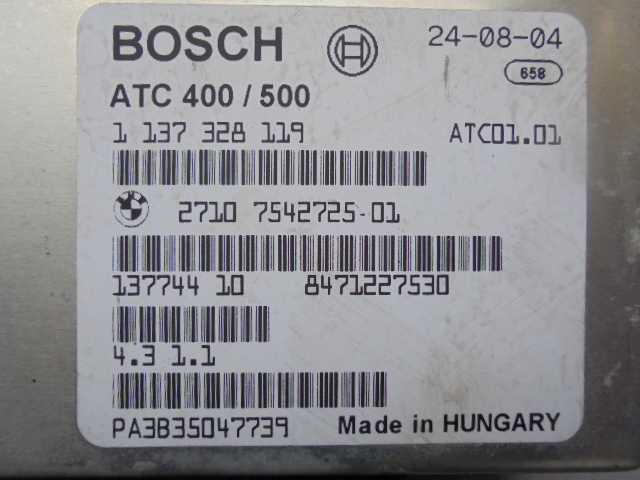 BOSCH 24-08-04
658
ATC 400 / 500
1 137 328 119 ATC01.01
2710 7542725-01
137744 10 8471227530
4.3 1.1
PA3B35047739 Made in HUNGARY